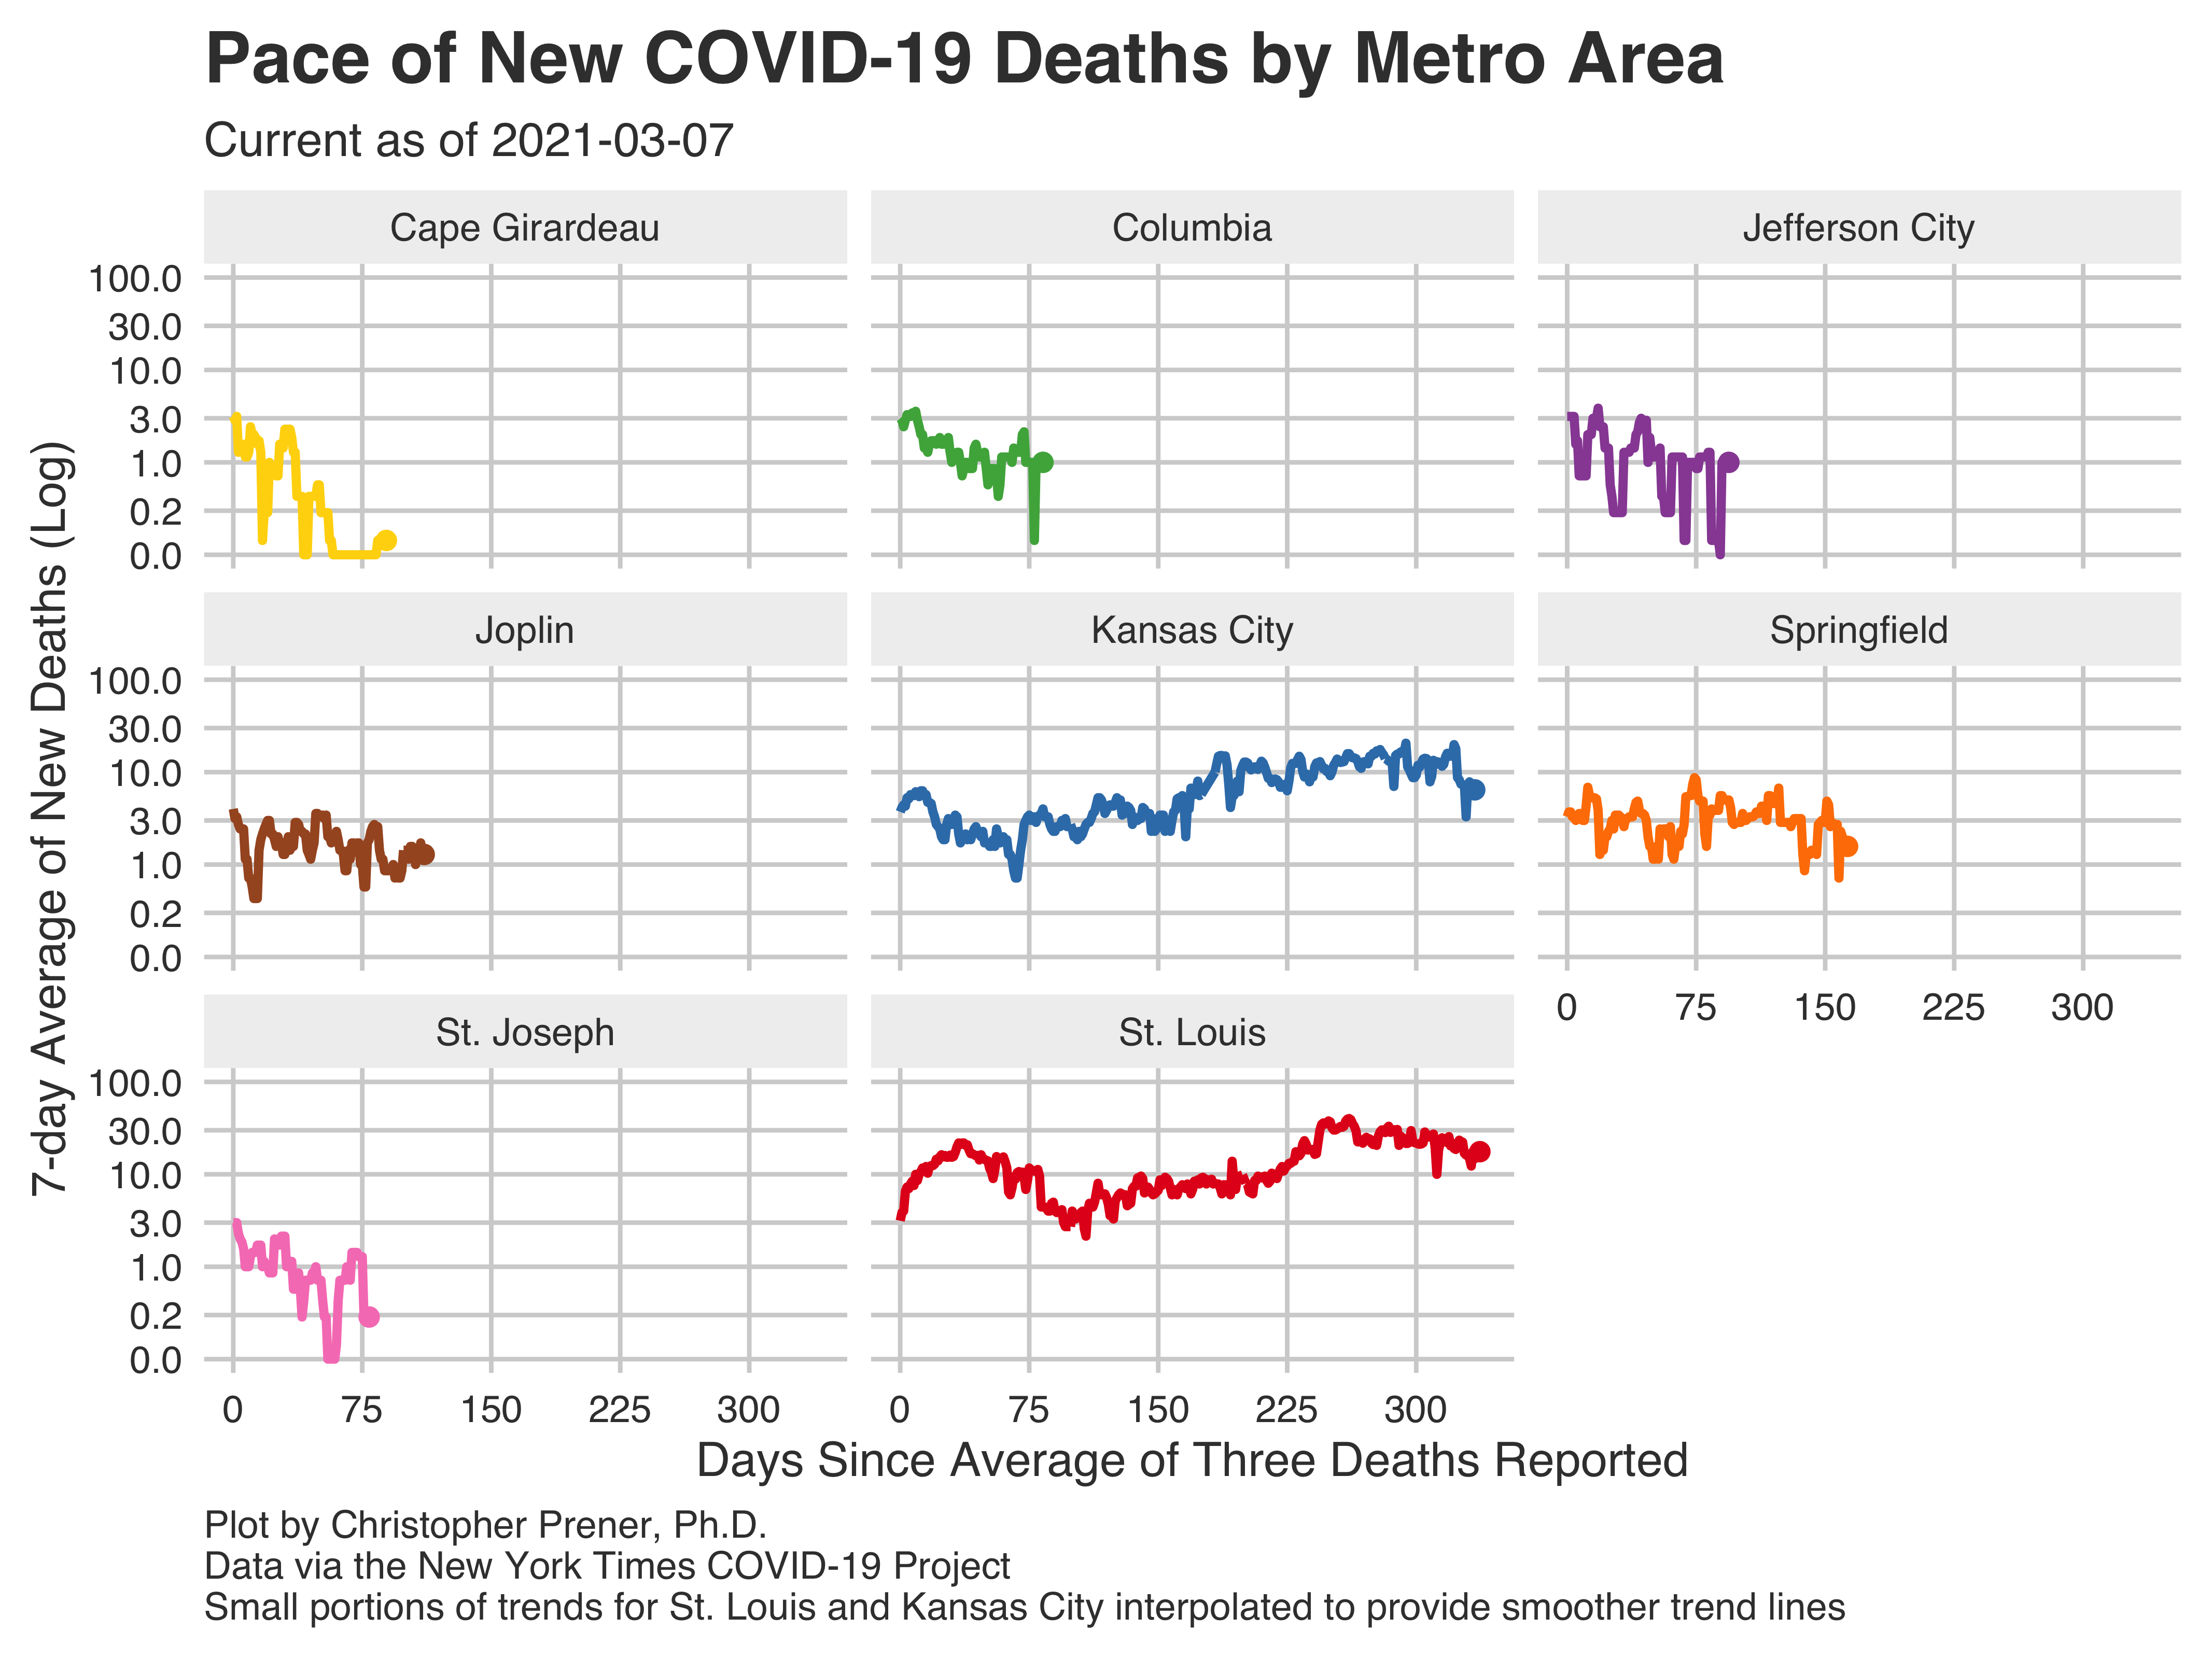 Pace of New COVID-19 Deaths by Metro Area
Current as of 2021-03-07
7-day Average of New Deaths (Log)
Cape Girardeau
Columbia
Jefferson City
100.0
30.0
10.0
3.0
1.0
0.2
0.0
Joplin
Kansas City
Springfield
100.0
30.0
10.0
3.0
1.0
0.2
0.0
0 75 150 225 300
St. Joseph
St. Louis
100.0
30.0
10.0
3.0
1.0
0.2
0.0
0 75 150 225 300
0 75 150 225 300
Days Since Average of Three Deaths Reported
Plot by Christopher Prener, Ph.D.
Data via the New York Times COVID-19 Project
Small portions of trends for St. Louis and Kansas City interpolated to provide smoother trend lines